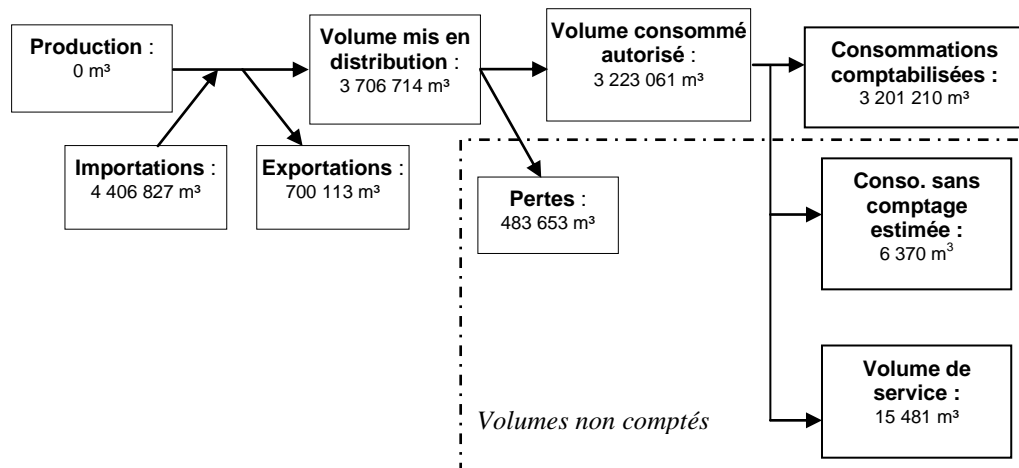 Production :
0 m³
Volume mis en
distribution :
3 706 714 m³
Volume consommé
autorisé :
3 223 061 m³
Consommations
comptabilisées :
3 201 210 m³
Importations :
4 406 827 m³
Exportations :
700 113 m³
Pertes :
483 653 m³
Conso. sans
comptage
estimée :
6 370 m³
Volume de
service :
15 481 m³
Volumes non comptés